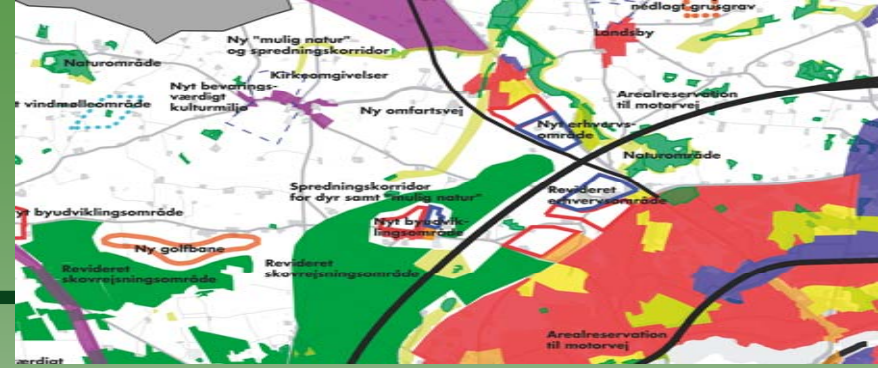 nedlagt grusgrav
Landsby
Ny "mulig natur"
og spredningskorridor
Naturområde
Kirkeomgivelser
Nyt bevarings-
værdigt
kulturmiljø
t vindmølleområde
Ny omfartsvej
Arealreservation
til motorvej
Nyt erhvervs-
område
Naturområde
Spredningskorridor
for dyr samt "mulig natur"
Revideret
erhvervsområde
yt byudviklingsområde
Nyt byudvik-
lingsområde
Ny golfbane
Revideret
skovrejsningsområde
Revideret
skovrejsningsområde
Arealreservation
til motorvej
ærdigt